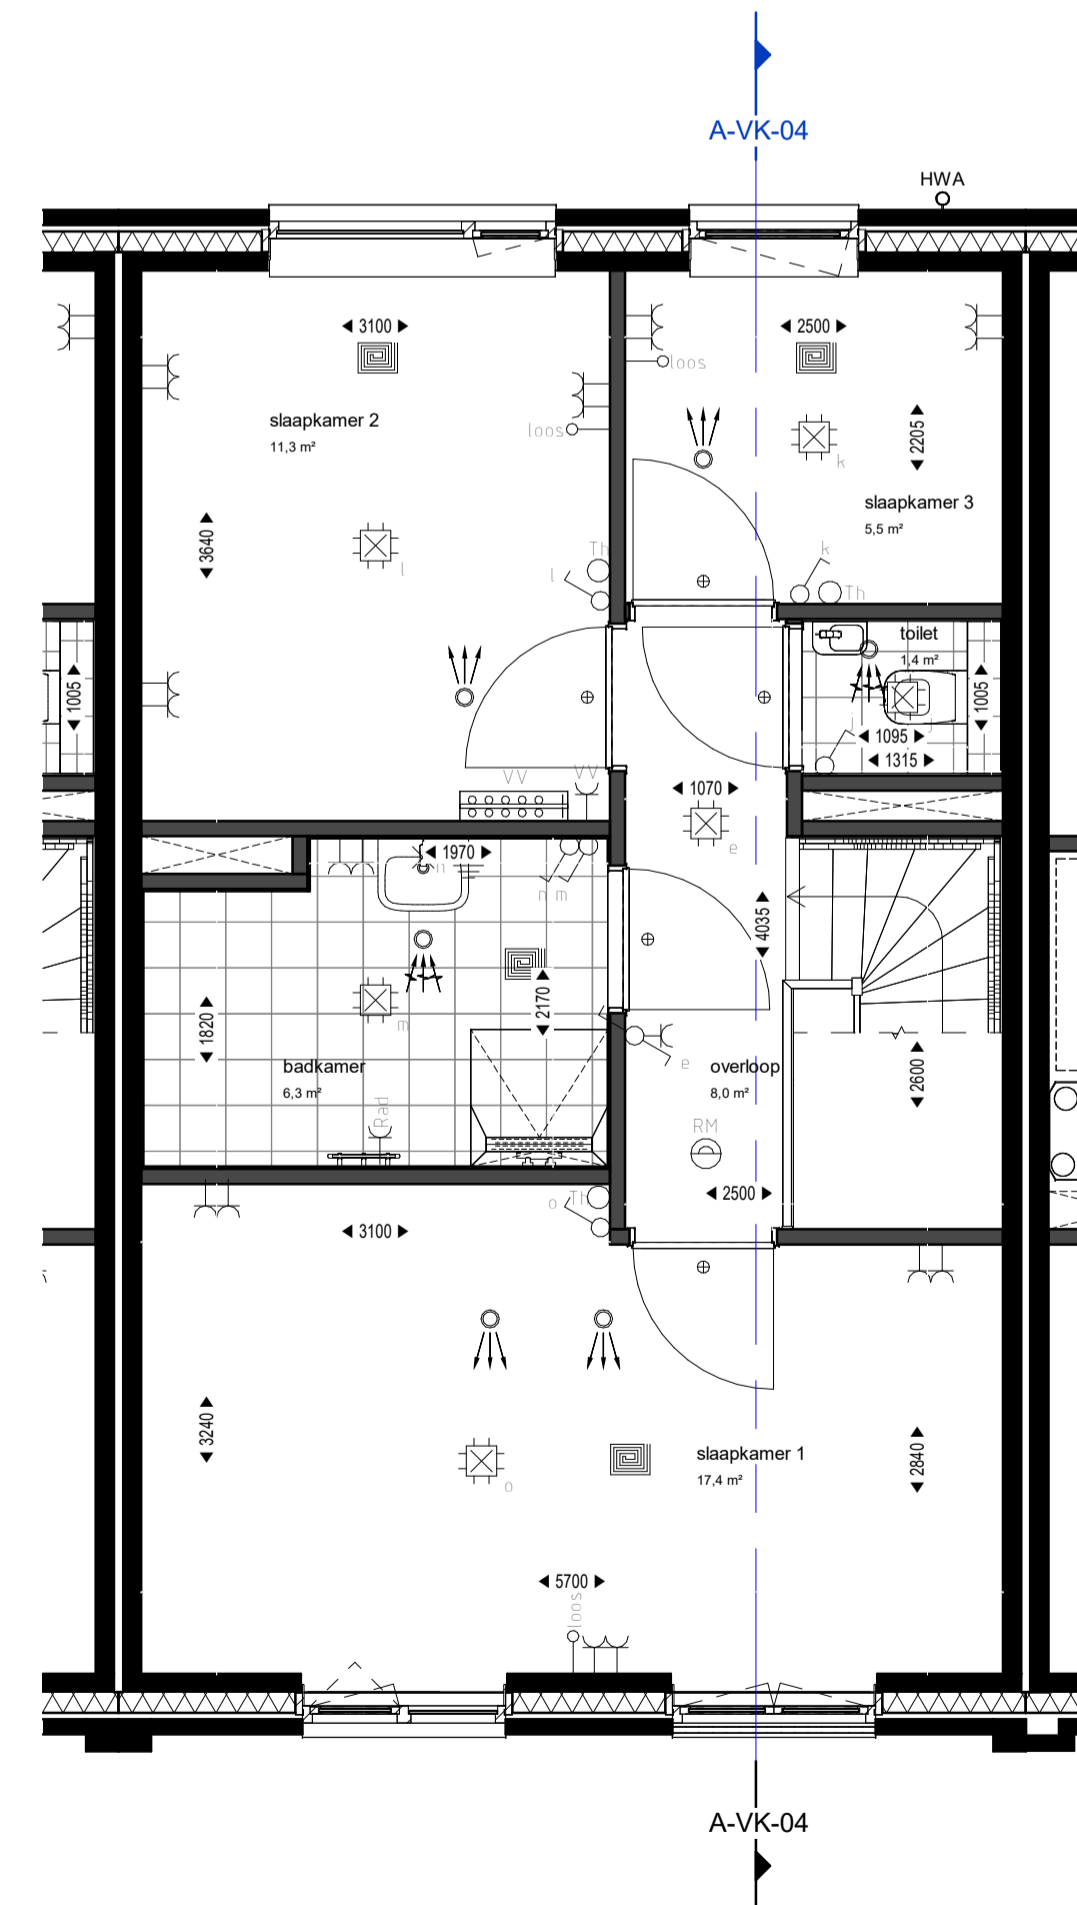 A-VK-04
HWA
3100
2500
loos
slaapkamer 2
11,3 m²
loos
2205
k
slaapkamer 3
5,5 m²
3640
l
Th
l
k
Th
toilet
1,4 m²
1005
1005
j
j
1095
1315
VV
VV
1070
e
1970
n
n m
4035
2170
1820
m
badkamer
6,3 m²
Rad
e
overloop
8,0 m²
2600
RM
2500
o
Th
3100
3240
slaapkamer 1
17,4 m²
2840
o
5700
loos
A-VK-04